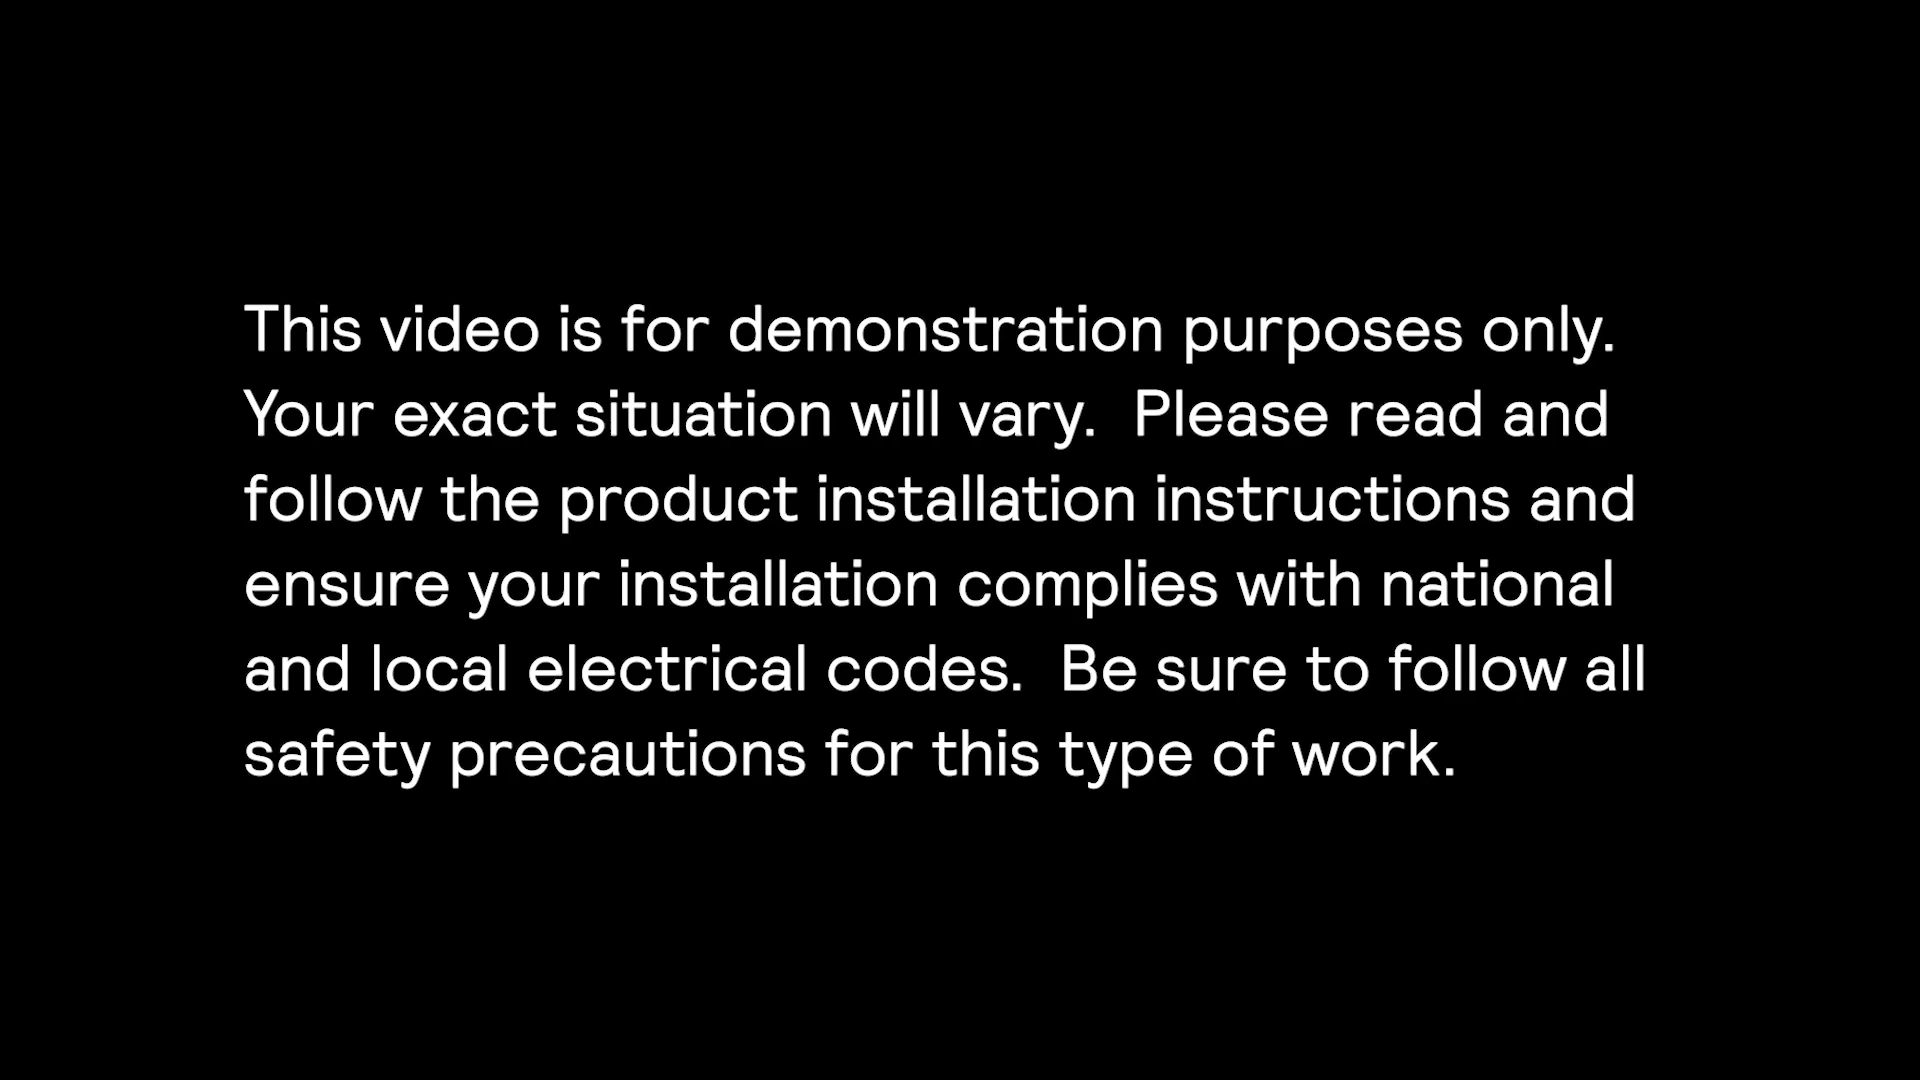 This video is for demonstration purposes only.
Your exact situation will vary.  Please read and
follow the product installation instructions and
ensure your installation complies with national
and local electrical codes.  Be sure to follow all
safety precautions for this type of work.